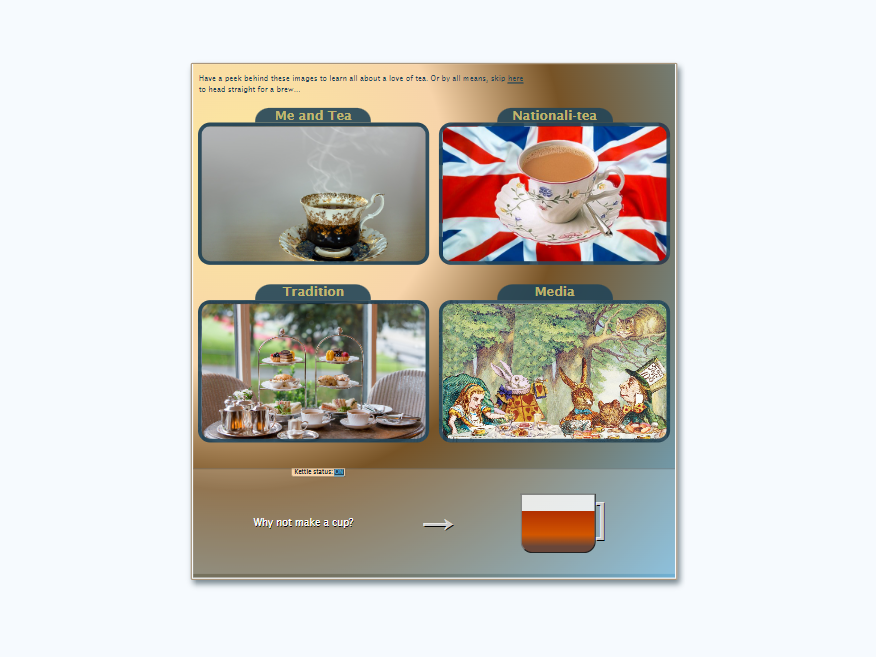 Have a peek behind these images to learn all about a love of tea. Or by all means, skip here
to head straight for a brew...
Me and Tea
Nationali-tea
Tradition
Media
Kettle status:
Why not make a cup?